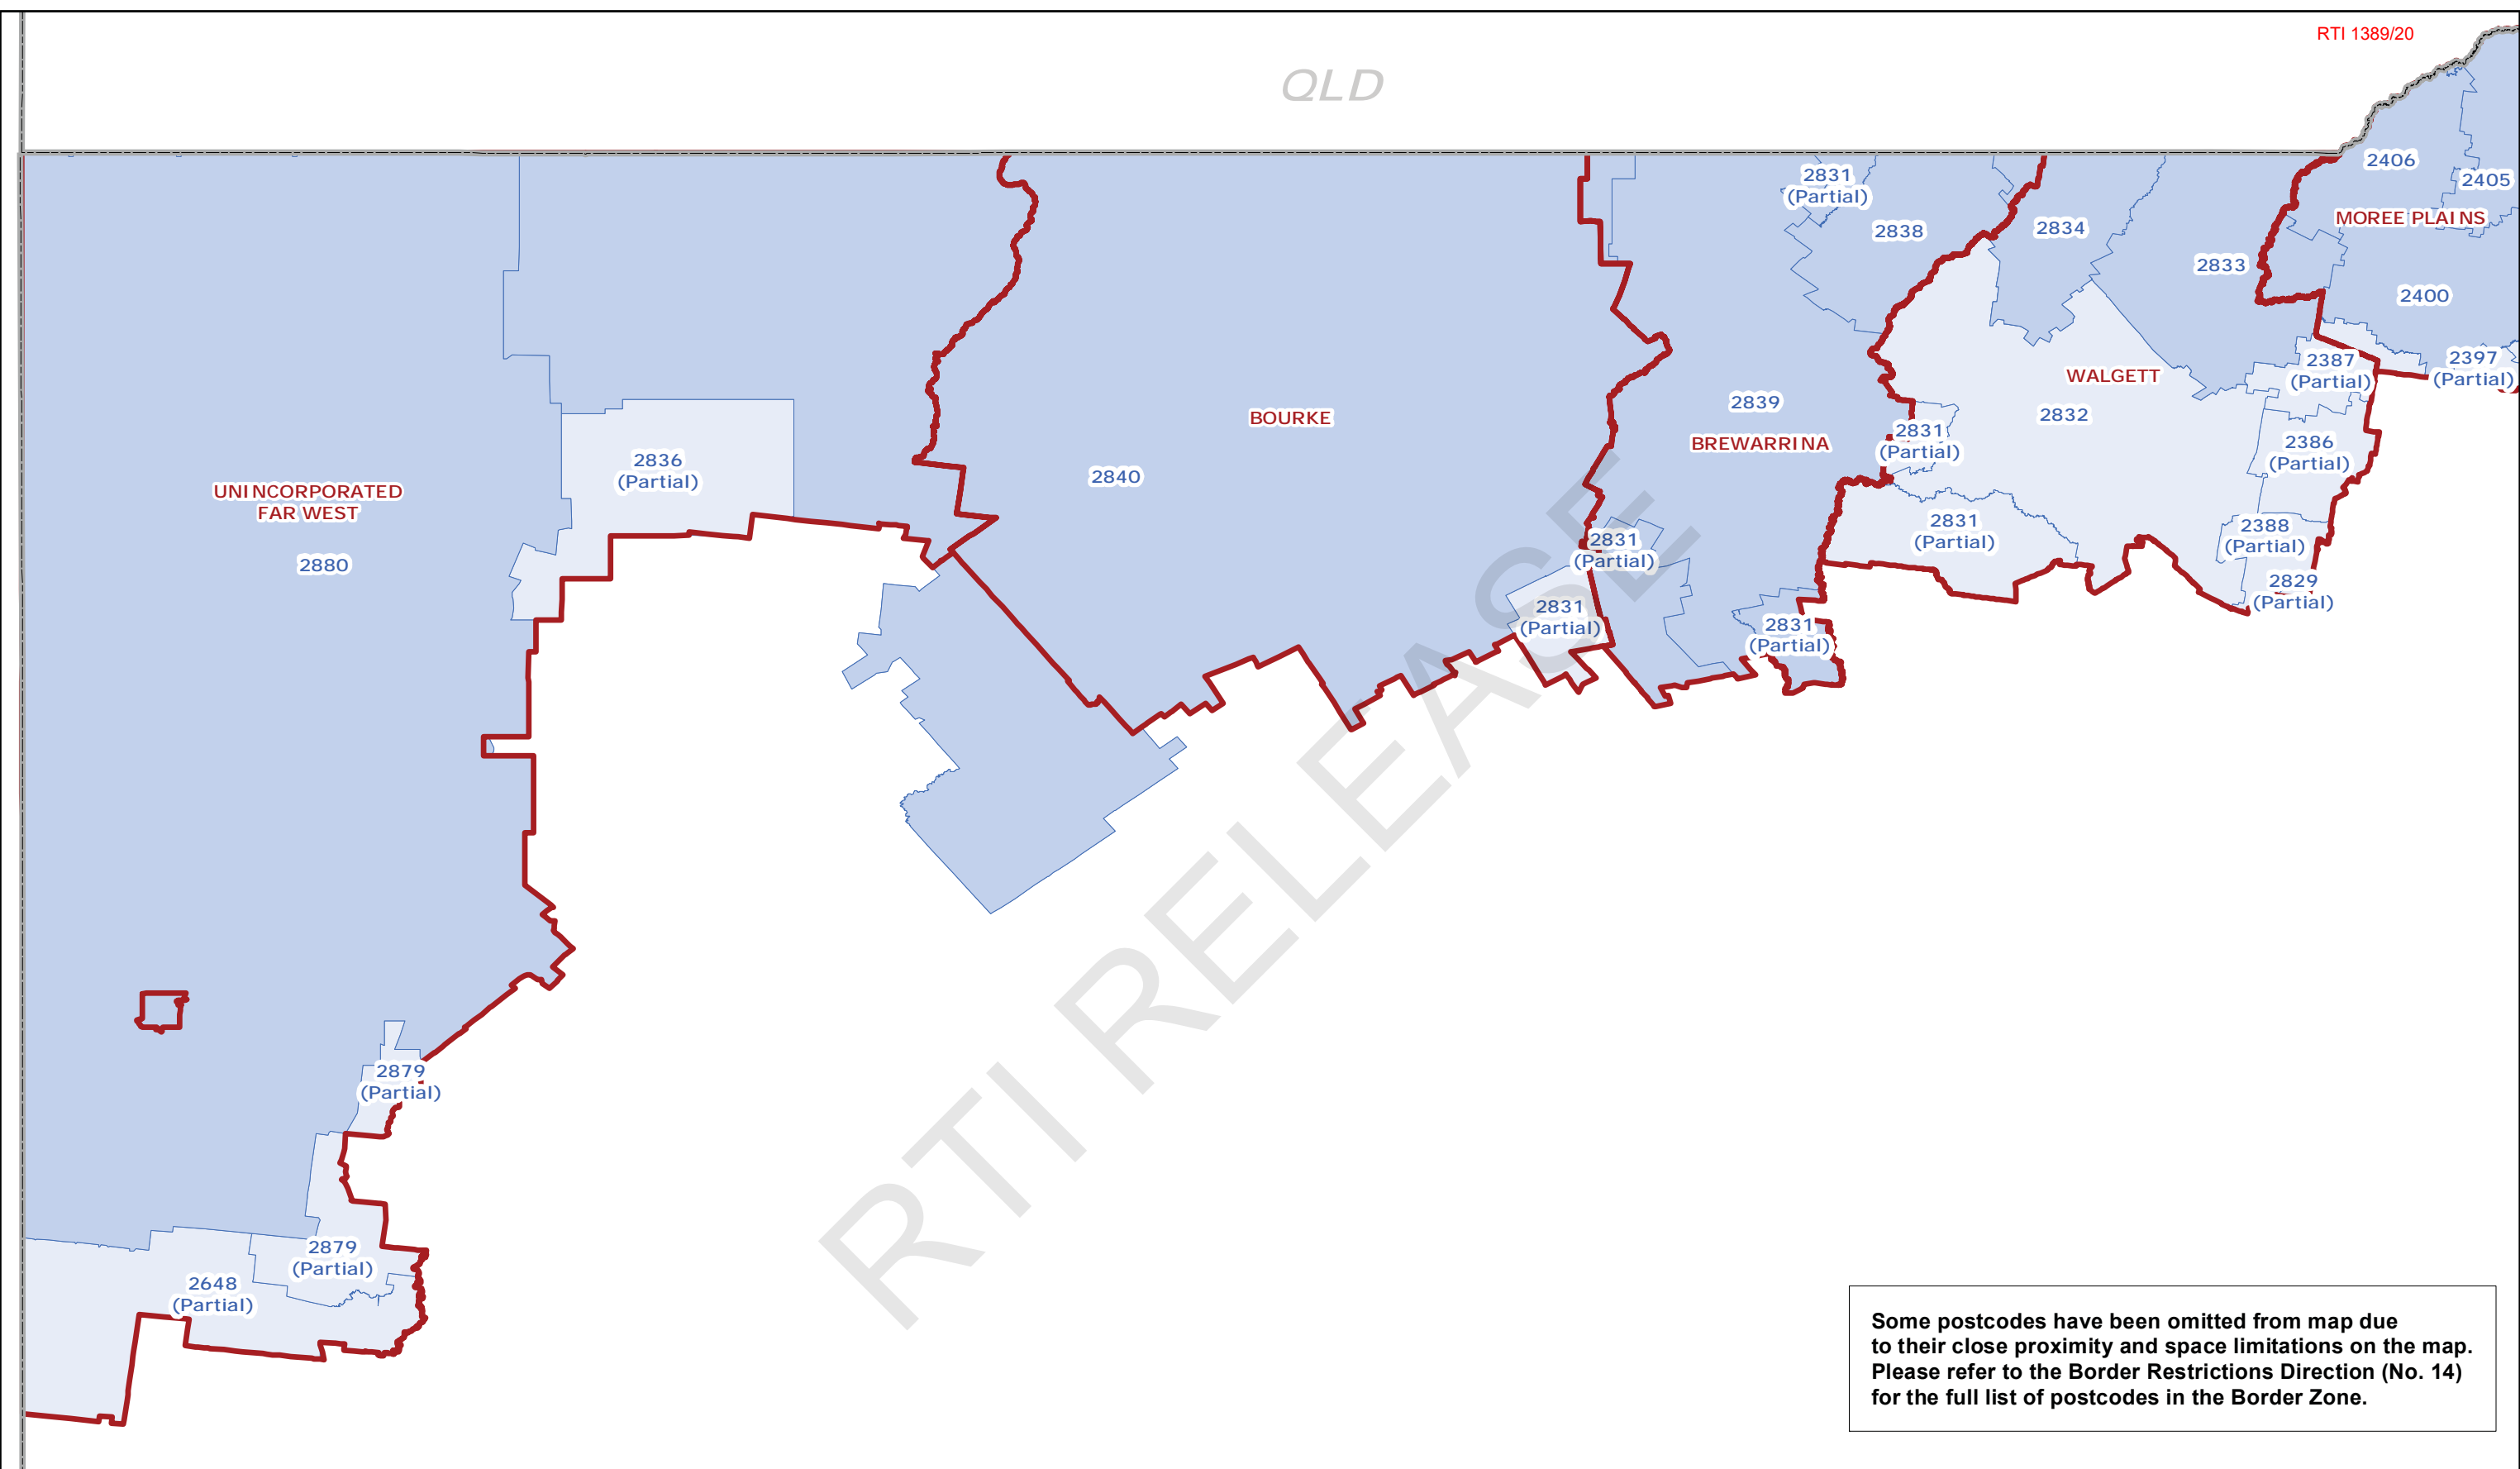 RTI 1389/20
QLD
2406
2405
2831
(Partial)
MOREE PLAINS
2838
2834
2833
2400
2387
(Partial)
2397
(Partial)
WALGETT
2839
2832
BOURKE
BREWARRINA
2831
(Partial)
2386
(Partial)
2836
(Partial)
2840
UNINCORPORATED
FAR WEST
2880
2831
(Partial)
2388
(Partial)
2831
(Partial)
2829
(Partial)
2831
(Partial)
2831
(Partial)
RTI RELEASE
2879
(Partial)
2879
(Partial)
2648
(Partial)
Some postcodes have been omitted from map due
to their close proximity and space limitations on the map.
Please refer to the Border Restrictions Direction (No. 14)
for the full list of postcodes in the Border Zone.